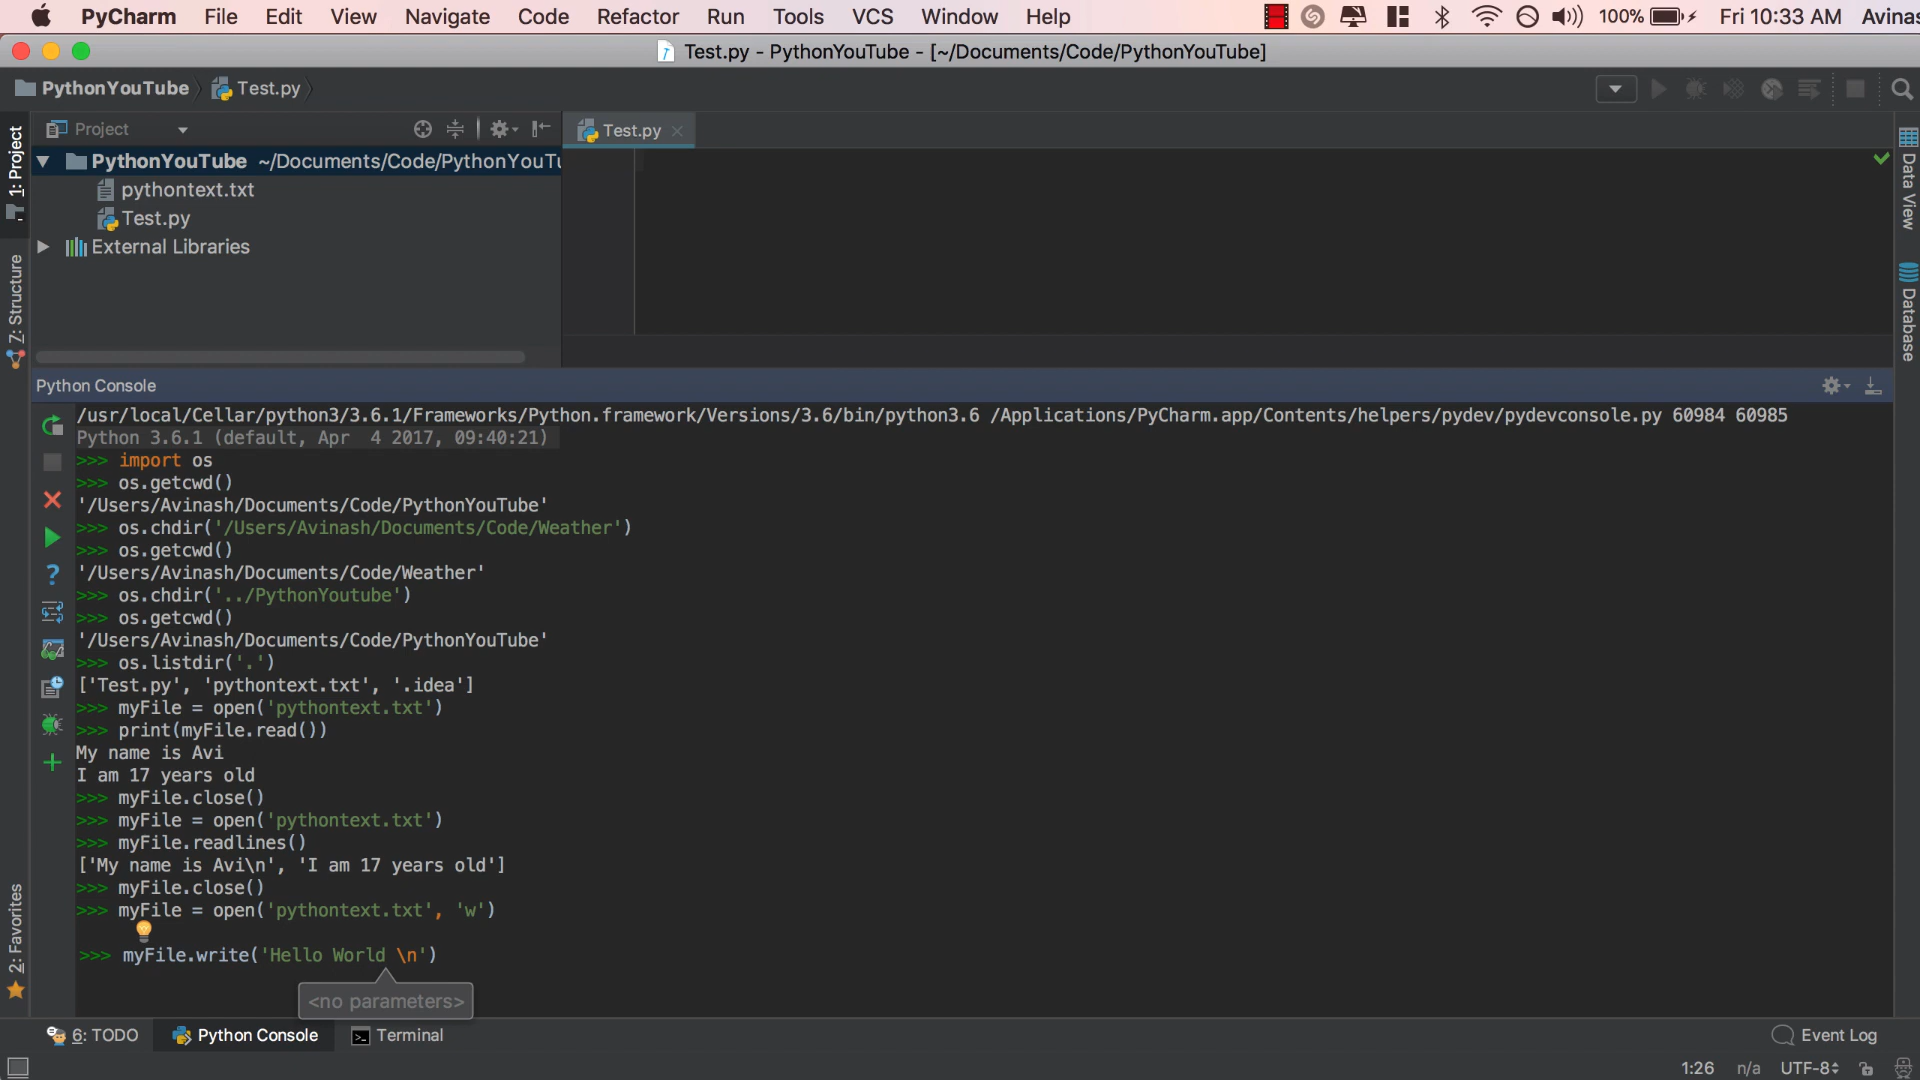 PyCharm File Edit View Navigate Code Refactor Run Tools VCS Window Help 100% Fri 10:33 AM Avinas
Test.py - PythonYouTube - [~/Documents/Code/PythonYouTube]
PythonYouTube Test.py
Project
Test.py
1: Project
PythonYouTube ~/Documents/Code/PythonYouTu
pythontext.txt
Test.py
External Libraries
Z: Structure
Data View
Database
Python Console
/usr/local/Cellar/python3/3.6.1/Frameworks/Python.framework/Versions/3.6/bin/python3.6 /Applications/PyCharm.app/Contents/helpers/pydev/pydevconsole.py 60984 60985
Python 3.6.1 (default, Apr  4 2017, 09:40:21)
>>> import os
>>> os.getcwd()
'/Users/Avinash/Documents/Code/PythonYouTube'
>>> os.chdir('/Users/Avinash/Documents/Code/Weather')
>>> os.getcwd()
'/Users/Avinash/Documents/Code/Weather'
>>> os.chdir('../PythonYoutube')
>>> os.getcwd()
'/Users/Avinash/Documents/Code/PythonYouTube'
>>> os.listdir('.')
['Test.py', 'pythontext.txt', '.idea']
>>> myFile = open('pythontext.txt')
>>> print(myFile.read())
My name is Avi
I am 17 years old
>>> myFile.close()
>>> myFile = open('pythontext.txt')
>>> myFile.readlines()
['My name is Avi\n', 'I am 17 years old']
>>> myFile.close()
>>> myFile = open('pythontext.txt', 'w')
>>> myFile.write('Hello World \n')
<no parameters>
2: Favorites
6: TODO Python Console Terminal Event Log
1:26 n/a UTF-8